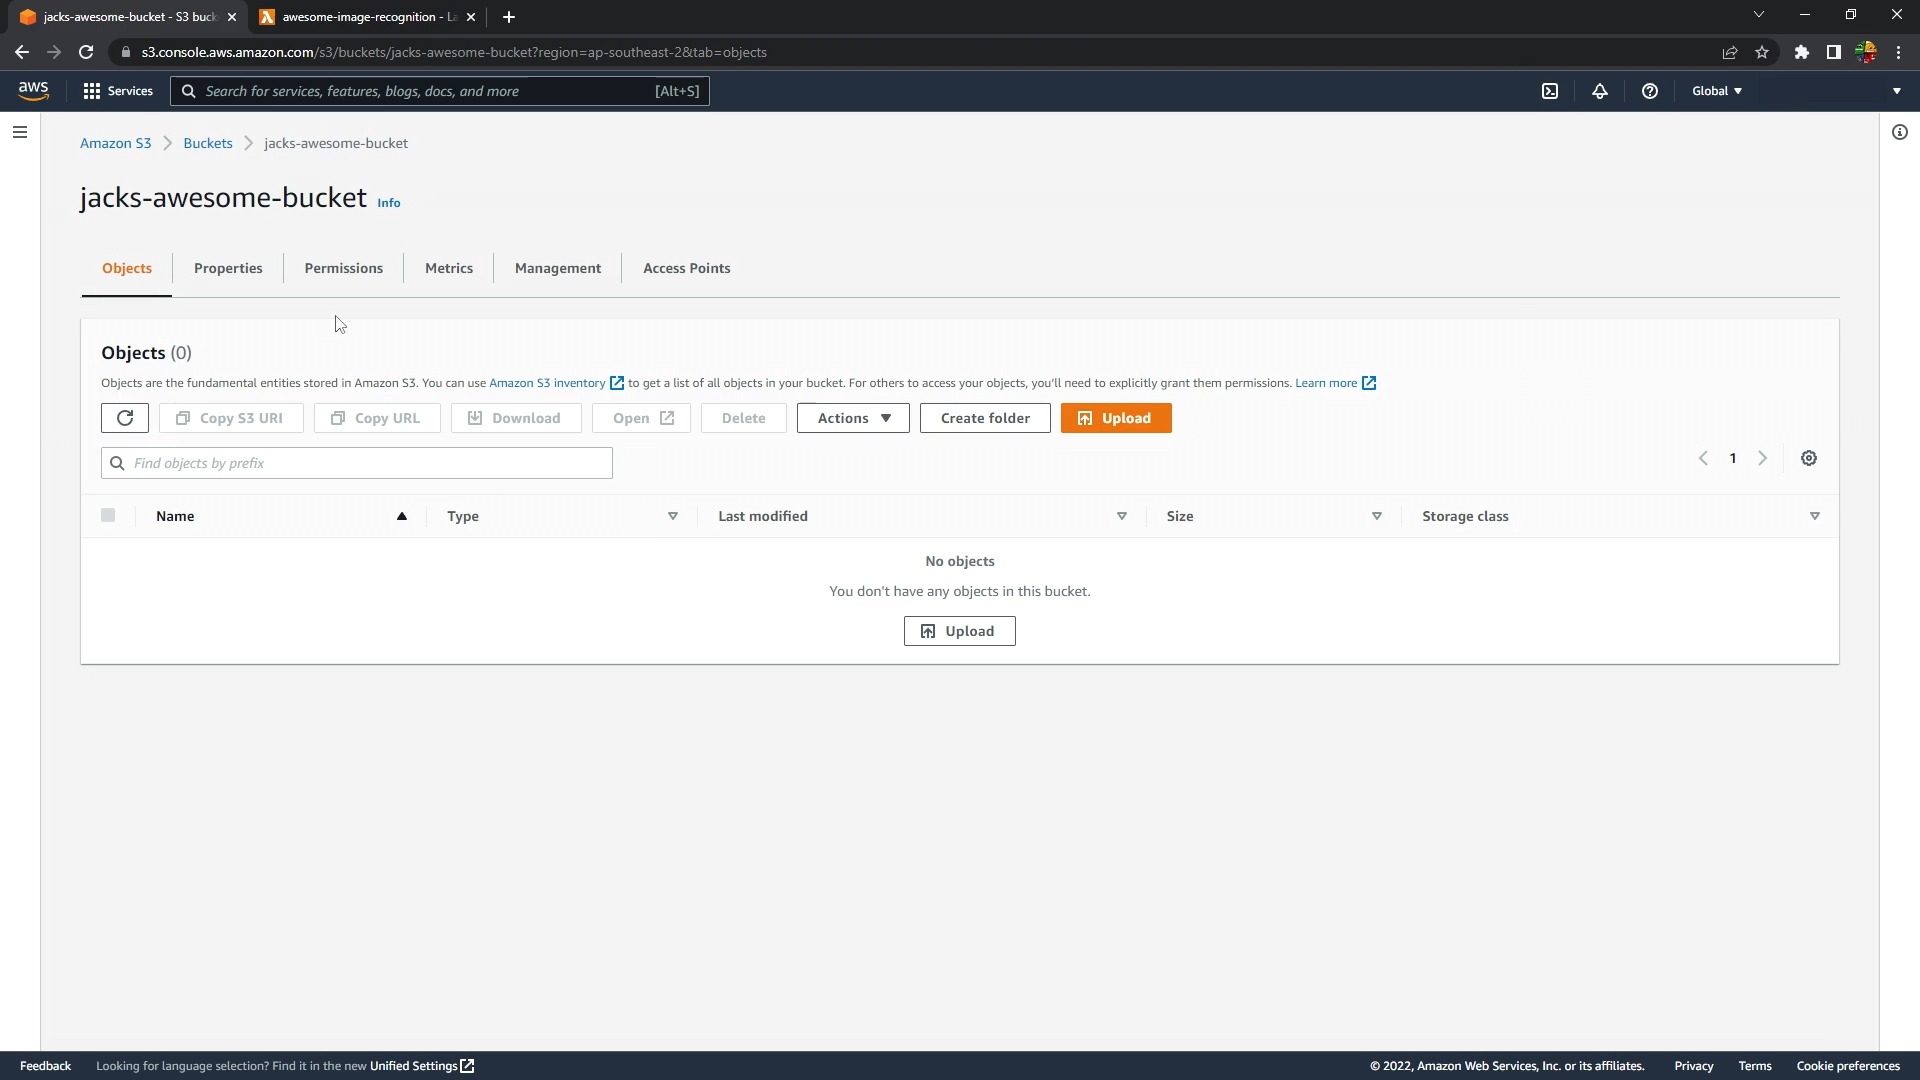 jacks-awesome-bucket - S3 buck
awesome-image-recognition - La
s3.console.aws.amazon.com/s3/buckets/jacks-awesome-bucket?region=ap-southeast-2&tab=objects
aws
Services
Search for services, features, blogs, docs, and more
[Alt+S]
Global
Amazon S3 > Buckets > jacks-awesome-bucket
jacks-awesome-bucket Info
Objects
Properties
Permissions
Metrics
Management
Access Points
Objects (0)
Objects are the fundamental entities stored in Amazon S3. You can use Amazon S3 inventory to get a list of all objects in your bucket. For others to access your objects, you'll need to explicitly grant them permissions. Learn more
Copy S3 URI
Copy URL
Download
Open
Delete
Actions
Create folder
Upload
Find objects by prefix
1
Name
Type
Last modified
Size
Storage class
No objects
You don't have any objects in this bucket.
Upload
Feedback
Looking for language selection? Find it in the new Unified Settings
© 2022, Amazon Web Services, Inc. or its affiliates.
Privacy
Terms
Cookie preferences